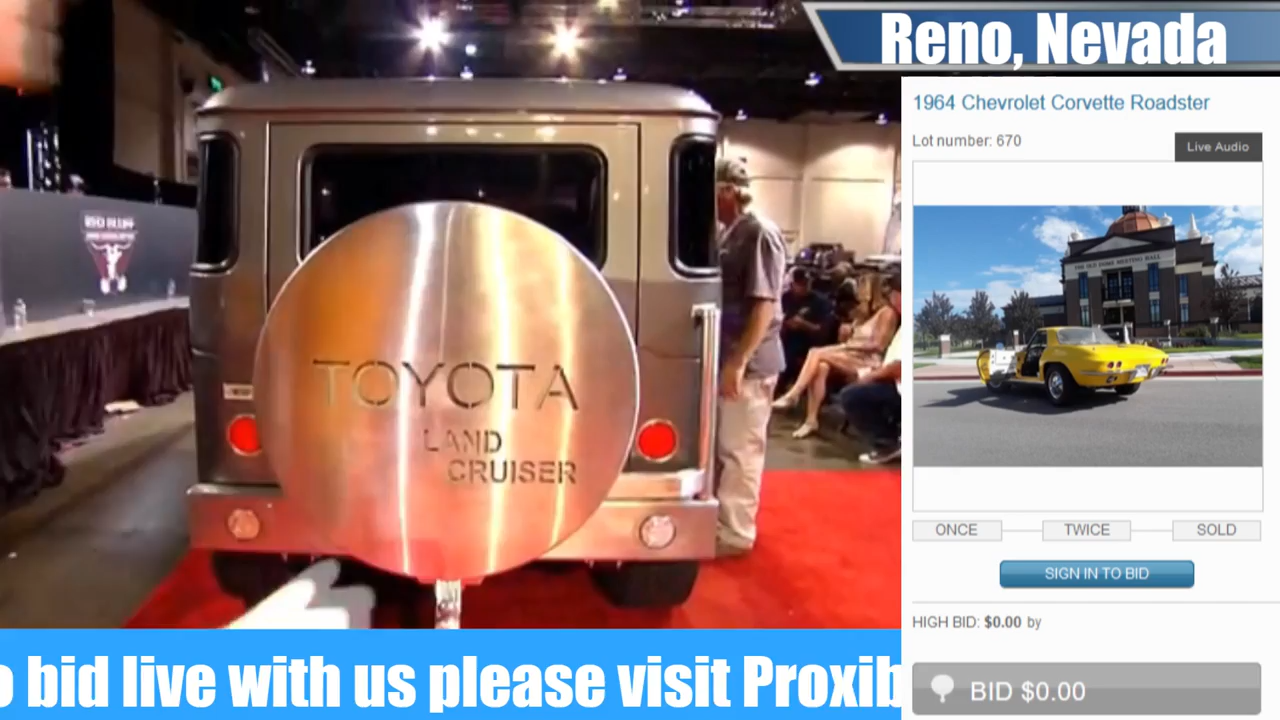 Reno, Nevada
1964 Chevrolet Corvette Roadster
Lot number: 670
Live Audio
TOYOTA
LAND
CRUISER
ONCE
TWICE
SOLD
SIGN IN TO BID
HIGH BID: $0.00 by
BID $0.00
o bid live with us please visit Proxib